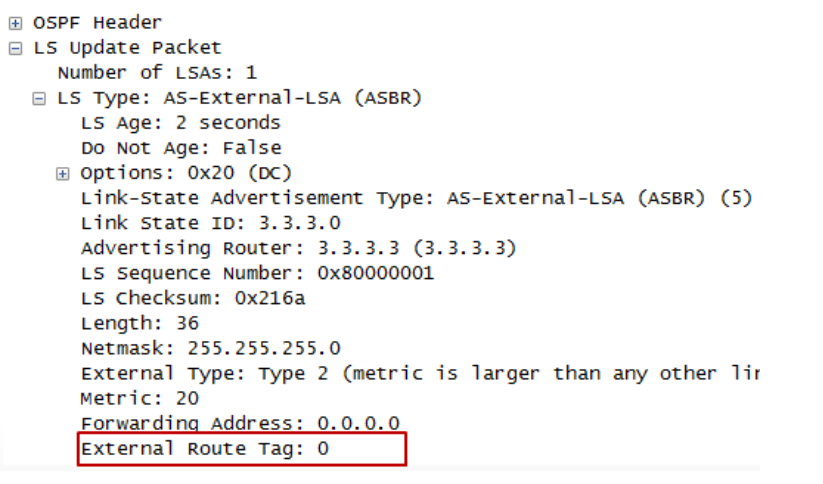 OSPF Header
LS Update Packet
Number of LSAs: 1
LS Type: AS-External-LSA (ASBR)
LS Age: 2 seconds
Do Not Age: False
Options: 0x20 (DC)
Link-State Advertisement Type: AS-External-LSA (ASBR) (5)
Link State ID: 3.3.3.0
Advertising Router: 3.3.3.3 (3.3.3.3)
LS Sequence Number: 0x80000001
LS Checksum: 0x216a
Length: 36
Netmask: 255.255.255.0
External Type: Type 2 (metric is larger than any other
Metric: 20
Forwarding Address: 0.0.0.0
External Route Tag: 0